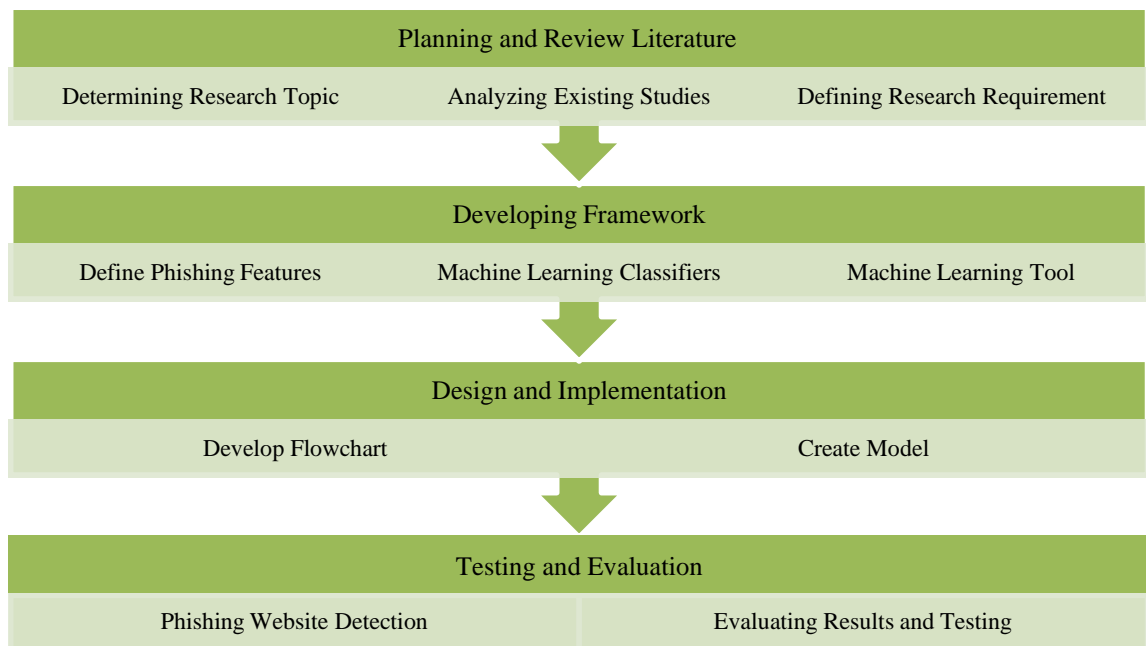 Planning and Review Literature
Determining Research Topic Analyzing Existing Studies Defining Research Requirement
Developing Framework
Define Phishing Features Machine Learning Classifiers Machine Learning Tool
Design and Implementation
Develop Flowchart Create Model
Testing and Evaluation
Phishing Website Detection Evaluating Results and Testing